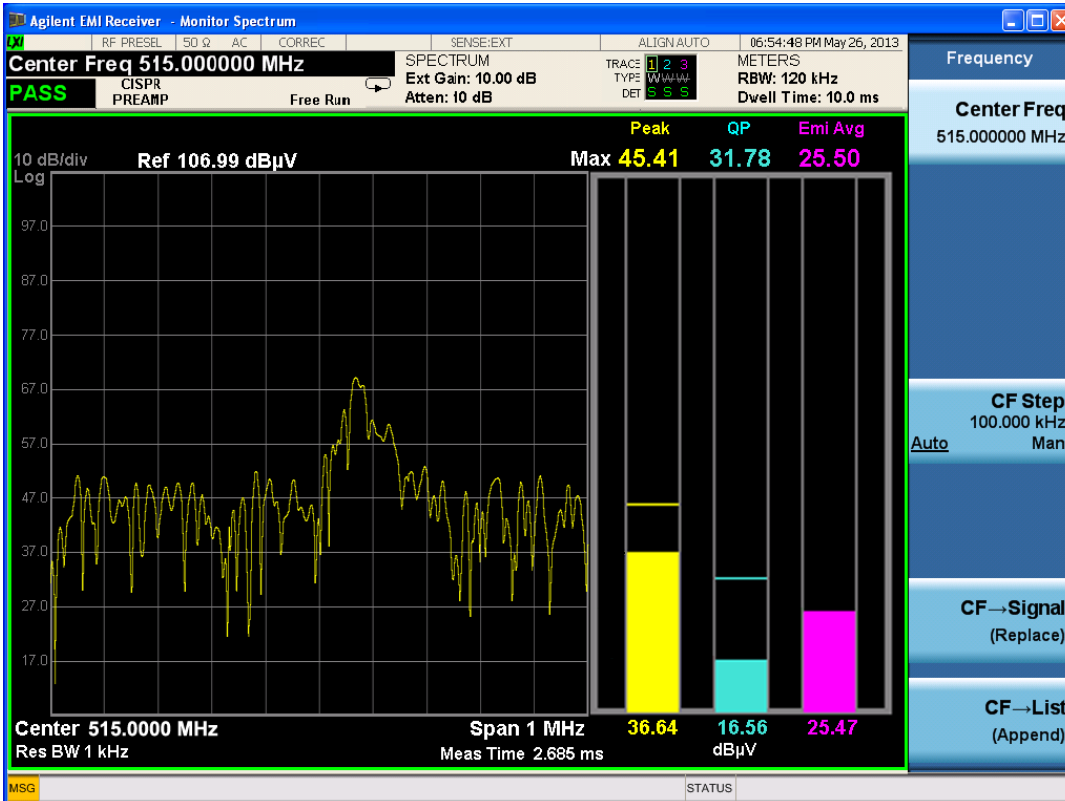 Agilent EMI Receiver - Monitor Spectrum
LXI RF PRESEL 50 Ω AC CORREC SENSE:EXT ALIGN AUTO 06:54:48 PM May 26, 2013
Center Freq 515.000000 MHz
PASS
CISPR
PREAMP
Free Run
SPECTRUM
Ext Gain: 10.00 dB
Atten: 10 dB
TRACE 1 2 3
TYPE W W W
DET S S S
METERS
RBW: 120 kHz
Dwell Time: 10.0 ms
Peak QP Emi Avg
Max 45.41 31.78 25.50
10 dB/div Ref 106.99 dBµV
Log
97.0
87.0
77.0
67.0
57.0
47.0
37.0
27.0
17.0
Center 515.0000 MHz Span 1 MHz
Res BW 1 kHz Meas Time 2.685 ms
36.64 16.56 25.47
dBµV
MSG STATUS
Frequency
Center Freq
515.000000 MHz
CF Step
100.000 kHz
Auto Man
CF→Signal
(Replace)
CF→List
(Append)